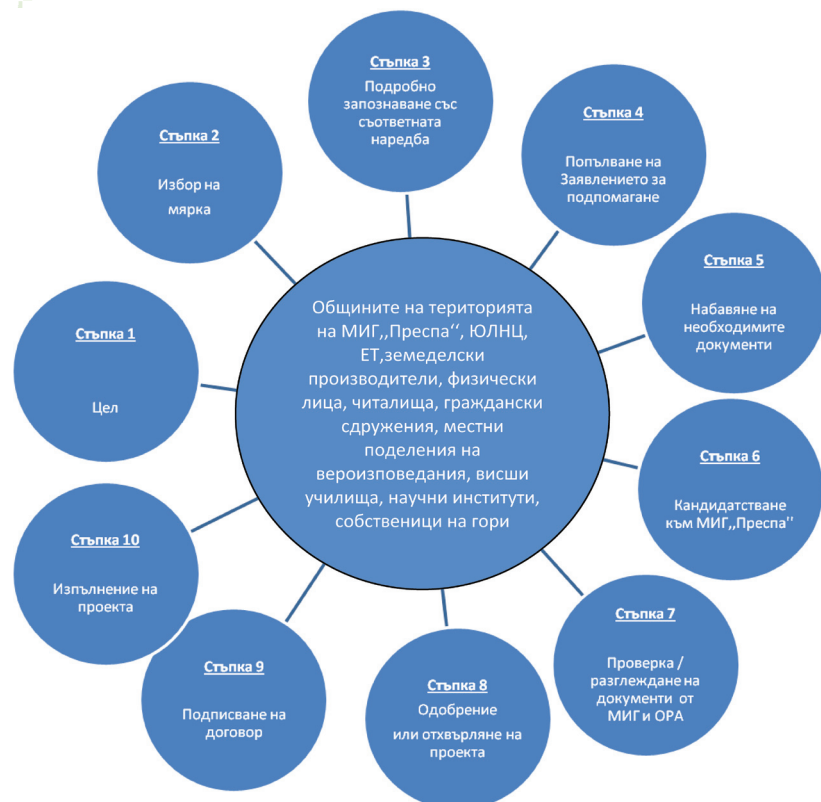 Стъпка 1
Цел
Стъпка 2
Избор на
мярка
Стъпка 3
Подробно
запознаване със
съответната
наредба
Стъпка 4
Попълване на
Заявлението за
подпомагане
Стъпка 5
Набавяне на
необходимите
документи
Стъпка 6
Кандидатстване
към МИГ,,Преспа''
Стъпка 7
Проверка /
разглеждане на
документи от
МИГ и ОРА
Стъпка 8
Одобрение
или отхвърляне на
проекта
Стъпка 9
Подписване на
договор
Стъпка 10
Изпълнение на
проекта
Общините на територията
на МИГ,,Преспа‘‘, ЮЛНЦ,
ЕТ,земеделски
производители, физически
лица, читалища, граждански
сдружения, местни
поделения на
вероизповедания, висши
училища, научни институти,
собственици на гори